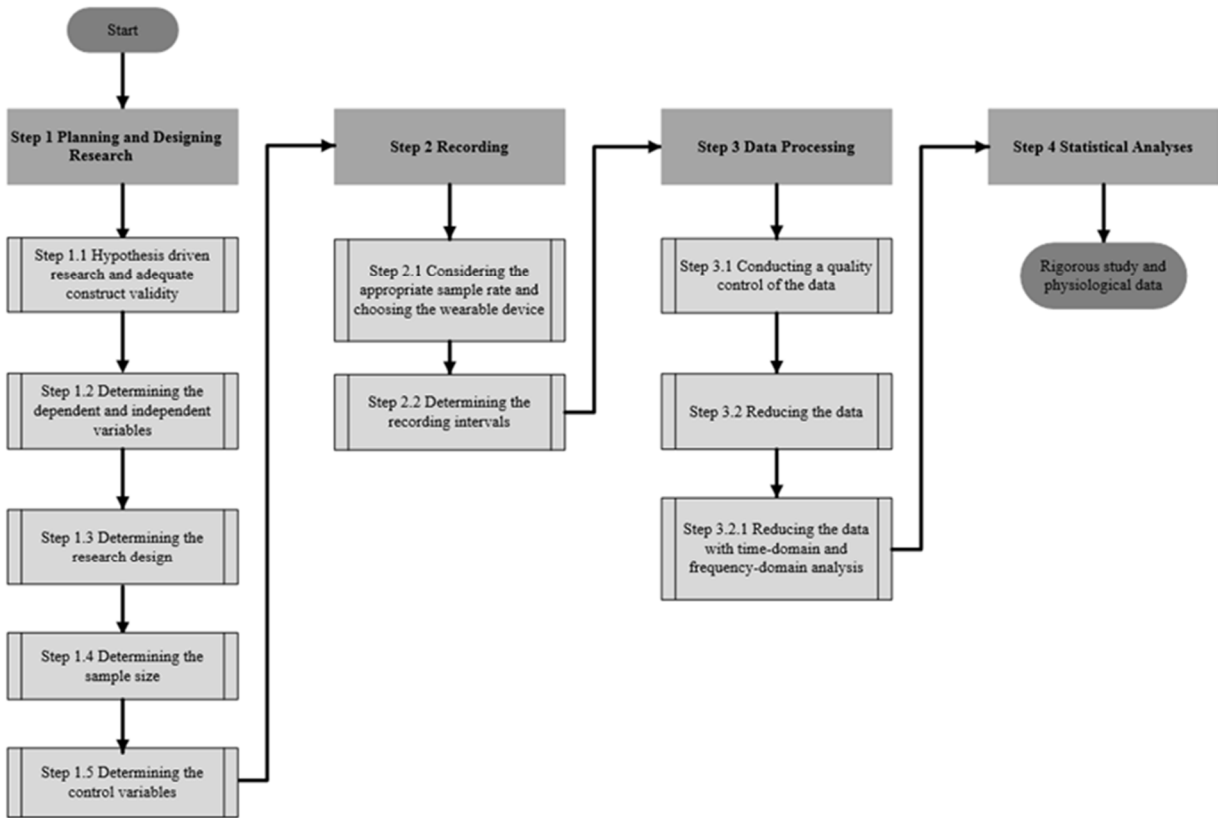 Start
Step 1 Planning and Designing
Research
Step 1.1 Hypothesis driven
research and adequate
construct validity
Step 1.2 Determining the
dependent and independent
variables
Step 1.3 Determining the
research design
Step 1.4 Determining the
sample size
Step 1.5 Determining the
control variables
Step 2 Recording
Step 2.1 Considering the
appropriate sample rate and
choosing the wearable device
Step 2.2 Determining the
recording intervals
Step 3 Data Processing
Step 3.1 Conducting a quality
control of the data
Step 3.2 Reducing the data
Step 3.2.1 Reducing the data
with time-domain and
frequency-domain analysis
Step 4 Statistical Analyses
Rigorous study and
physiological data